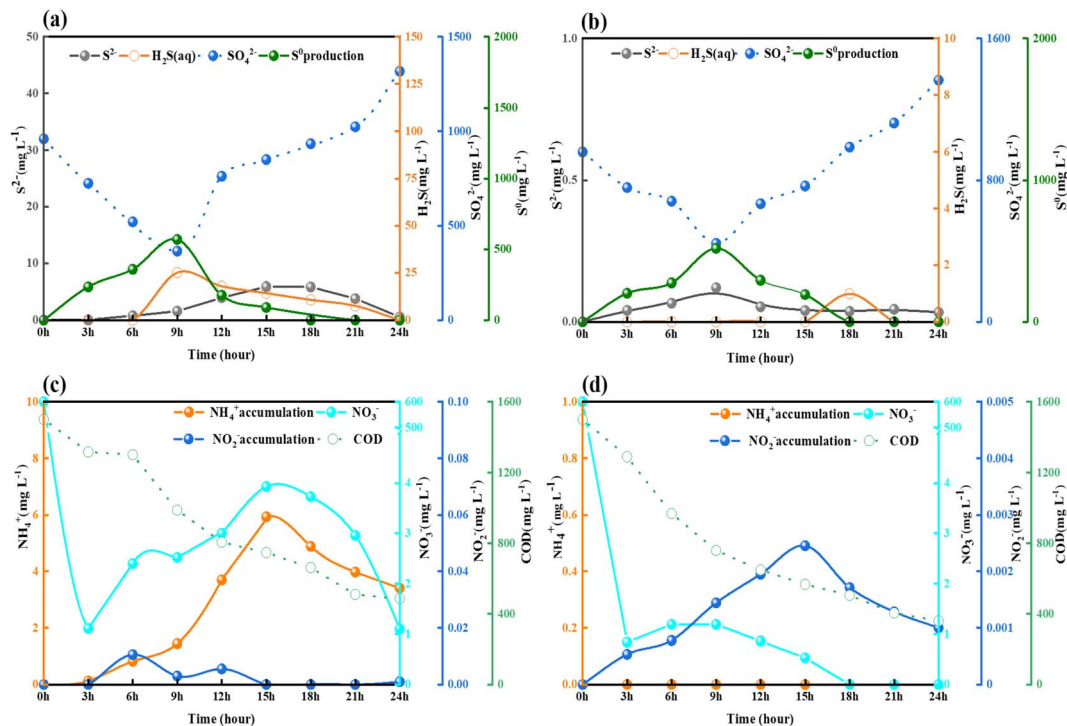 (a)
S²⁻ H₂S(aq) SO₄²⁻ S⁰production
50
40
30
20
10
0
S²⁻(mg L⁻¹)
150
125
100
75
50
25
0
H₂S(mg L⁻¹)
1500
1000
500
0
SO₄²⁻(mg L⁻¹)
2000
1500
1000
500
0
S⁰(mg L⁻¹)
0h 3h 6h 9h 12h 15h 18h 21h 24h
Time (hour)
(b)
S²⁻ H₂S(aq) SO₄²⁻ S⁰production
1.0
0.5
0.0
S²⁻(mg L⁻¹)
10
8
6
4
2
0
H₂S(mg L⁻¹)
1600
800
0
SO₄²⁻(mg L⁻¹)
2000
1000
0
S⁰(mg L⁻¹)
0h 3h 6h 9h 12h 15h 18h 21h 24h
Time (hour)
(c)
NH₄⁺accumulation NO₃⁻
NO₂⁻accumulation COD
10
8
6
4
2
0
NH₄⁺(mg L⁻¹)
600
500
4
3
2
1
0
NO₃⁻(mg L⁻¹)
0.10
0.08
0.06
0.04
0.02
0.00
NO₂⁻(mg L⁻¹)
1600
1200
800
400
0
COD(mg L⁻¹)
0h 3h 6h 9h 12h 15h 18h 21h 24h
Time (hour)
(d)
NH₄⁺accumulation NO₃⁻
NO₂⁻accumulation COD
1.0
0.8
0.6
0.4
0.2
0.0
NH₄⁺(mg L⁻¹)
600
500
5
4
3
2
1
0
NO₃⁻(mg L⁻¹)
0.005
0.004
0.003
0.002
0.001
0.000
NO₂⁻(mg L⁻¹)
1600
1200
800
400
0
COD(mg L⁻¹)
0h 3h 6h 9h 12h 15h 18h 21h 24h
Time (hour)